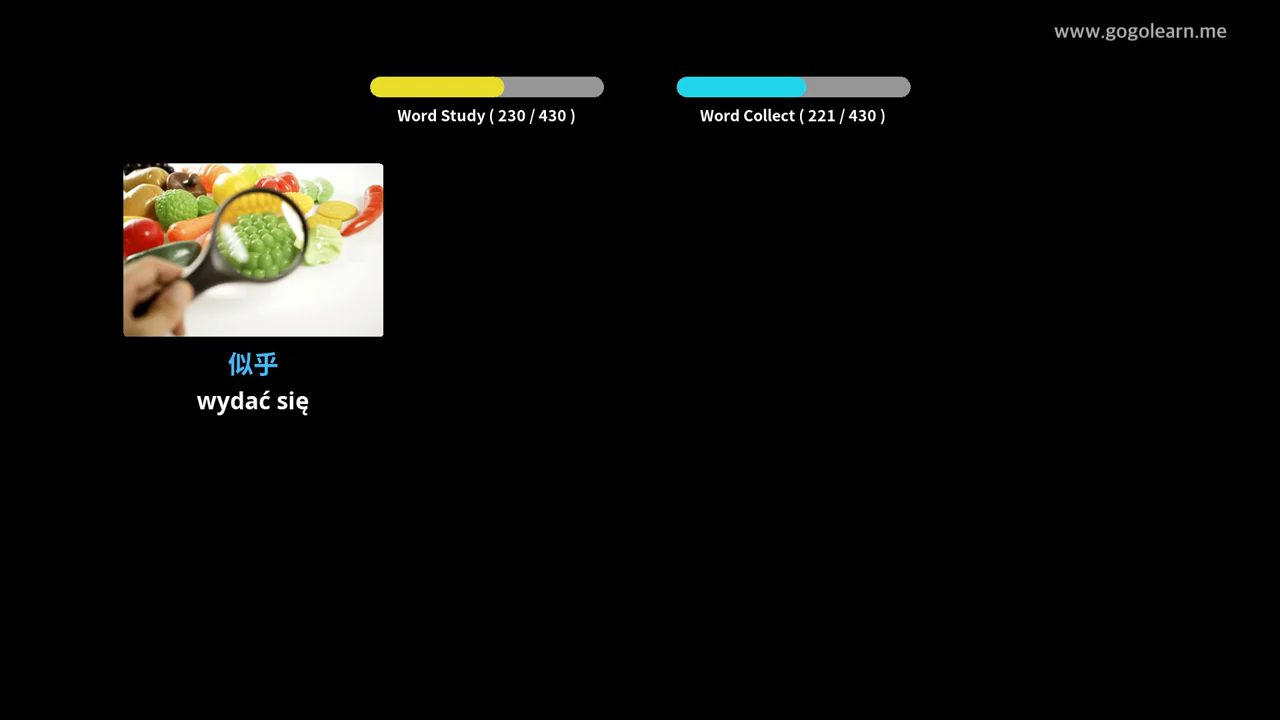 www.gogolearn.me
Word Study ( 230 / 430 )
Word Collect ( 221 / 430 )
似乎
wydać się